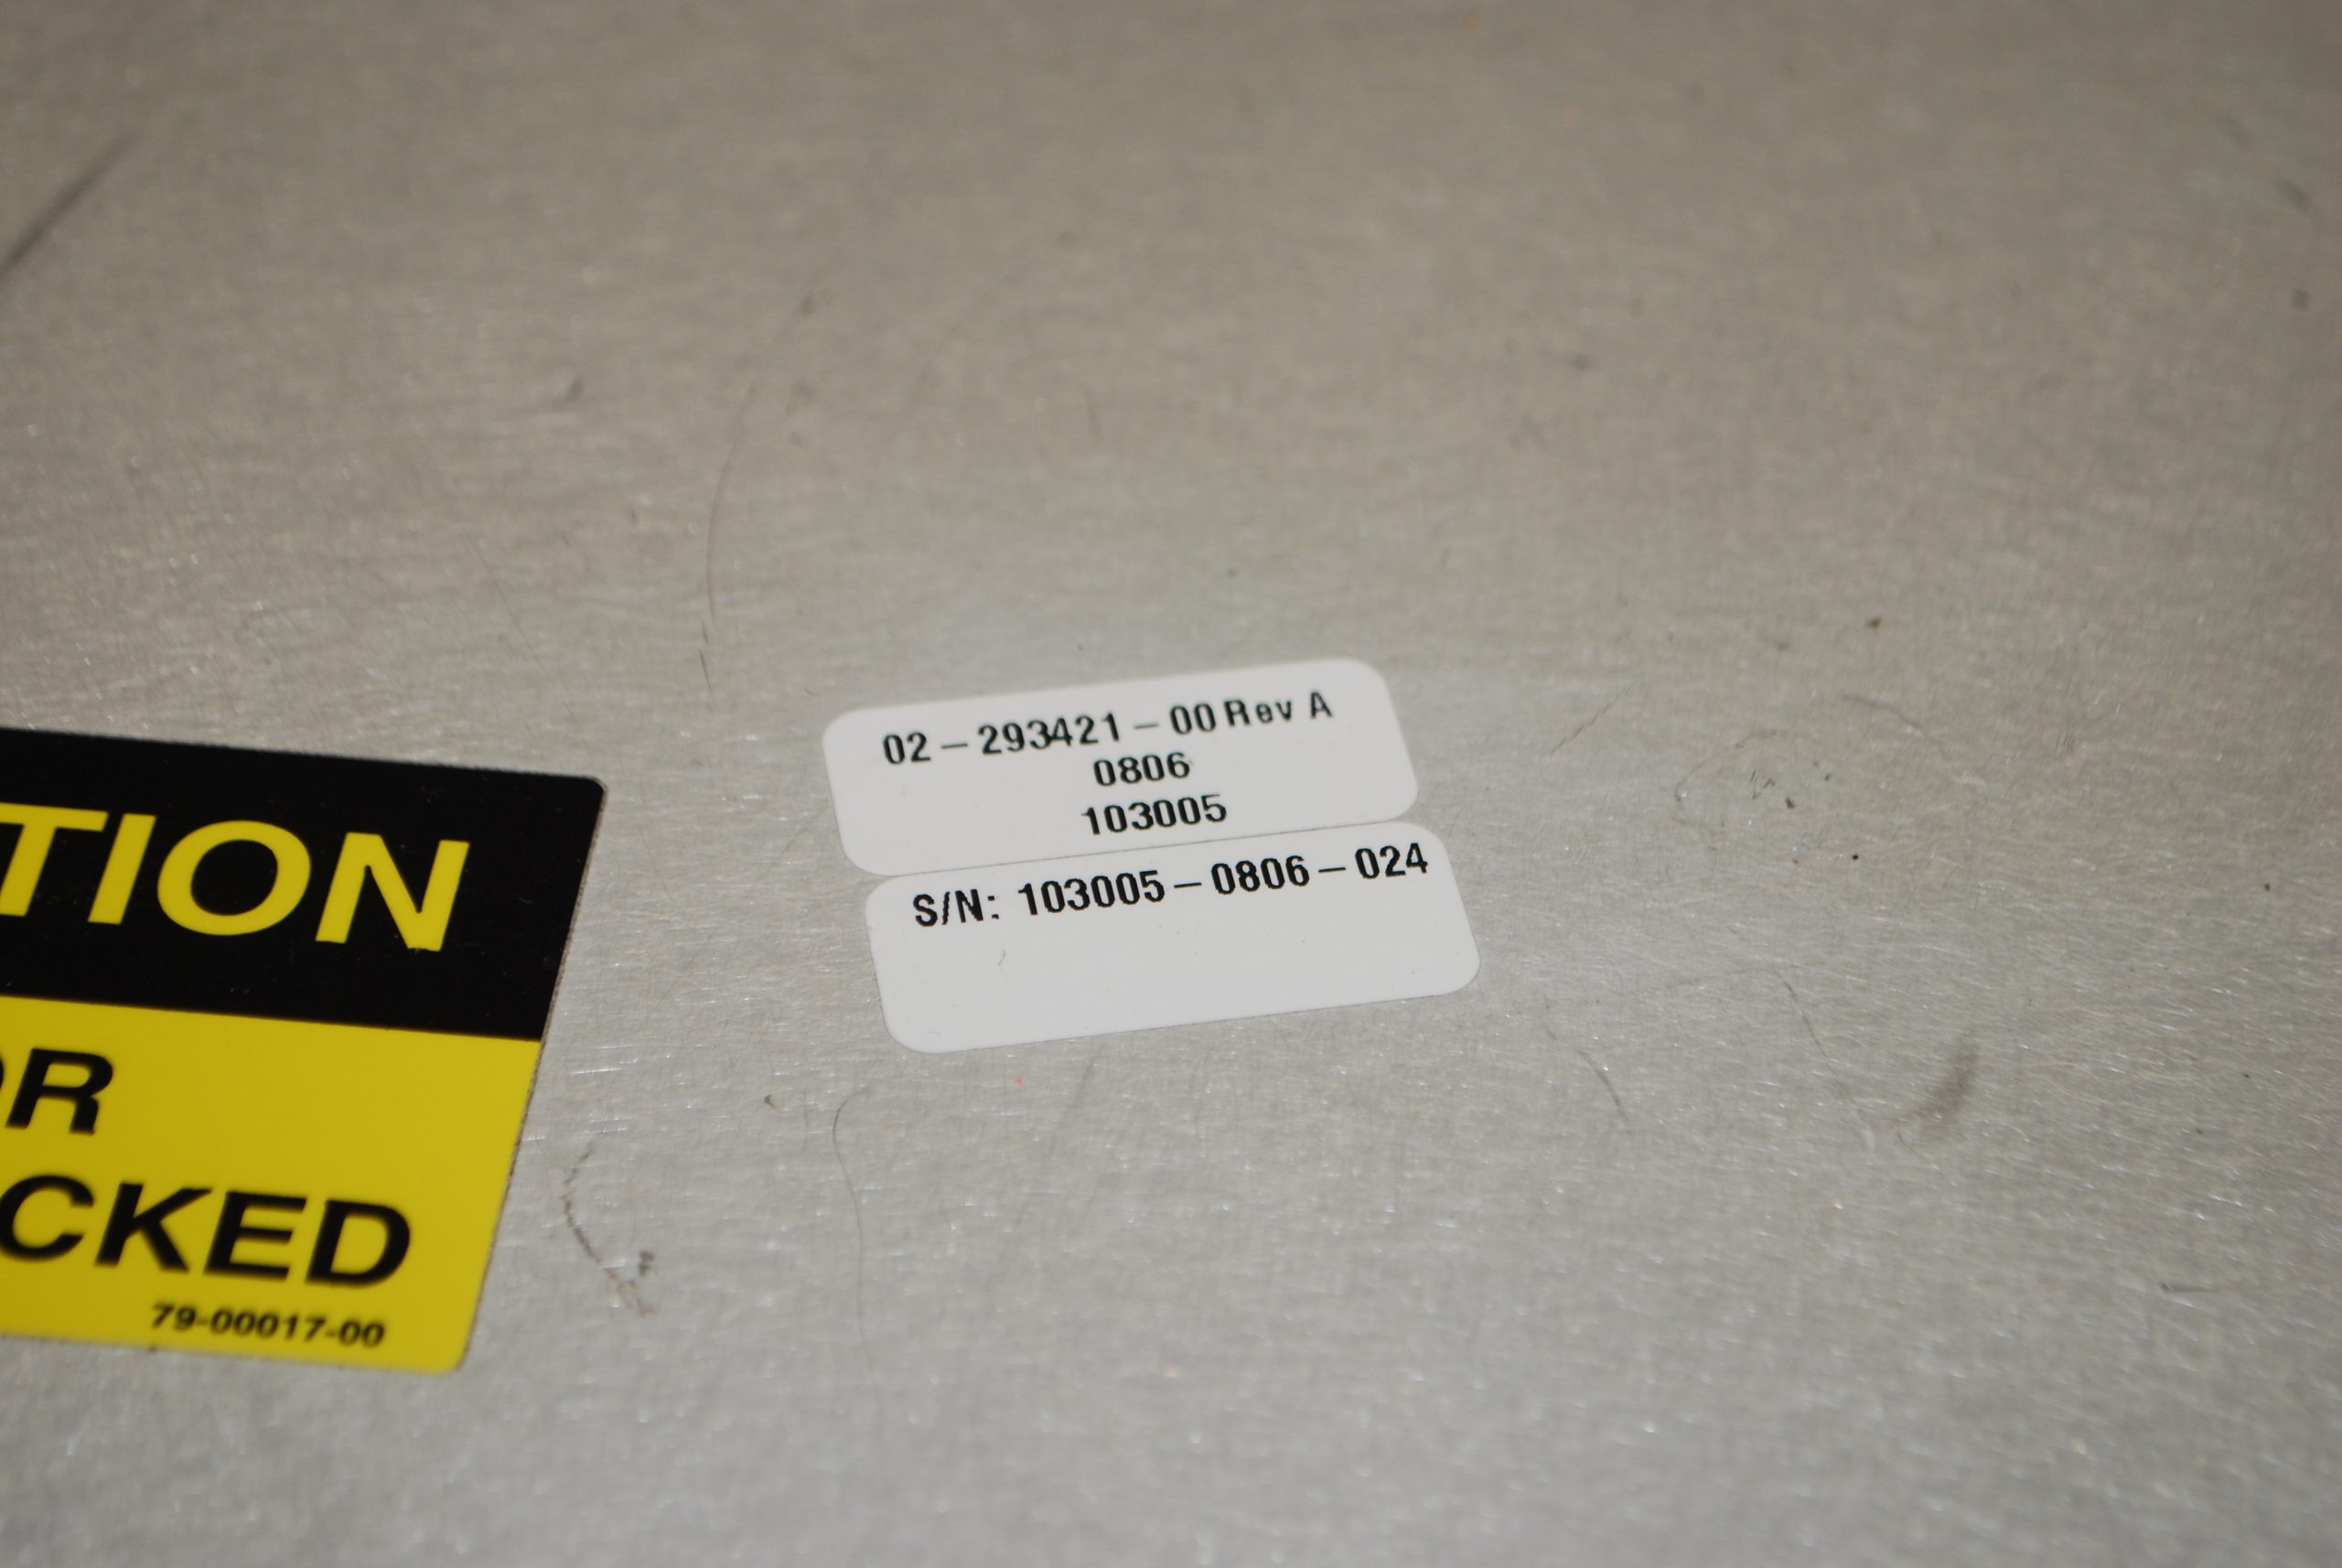 02-293421-00 Rev A
0806
103005
S/N: 103005-0806-024
TION
OR
CKED
79-00017-00